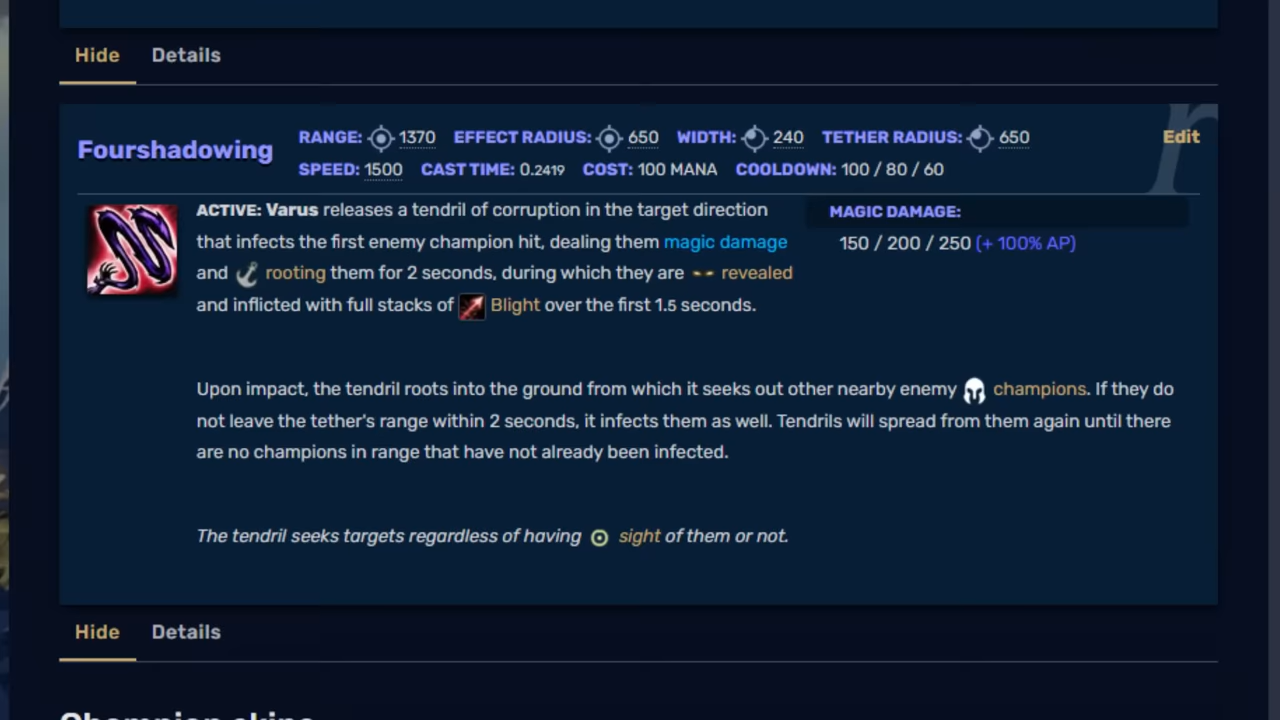 Hide Details
Fourshadowing
RANGE: 1370 EFFECT RADIUS: 650 WIDTH: 240 TETHER RADIUS: 650
SPEED: 1500 CAST TIME: 0.2419 COST: 100 MANA COOLDOWN: 100 / 80 / 60
Edit
r
ACTIVE: Varus releases a tendril of corruption in the target direction
that infects the first enemy champion hit, dealing them magic damage
and rooting them for 2 seconds, during which they are revealed
and inflicted with full stacks of Blight over the first 1.5 seconds.
MAGIC DAMAGE:
150 / 200 / 250 (+ 100% AP)
Upon impact, the tendril roots into the ground from which it seeks out other nearby enemy champions. If they do
not leave the tether's range within 2 seconds, it infects them as well. Tendrils will spread from them again until there
are no champions in range that have not already been infected.
The tendril seeks targets regardless of having sight of them or not.
Hide Details
Champion skins